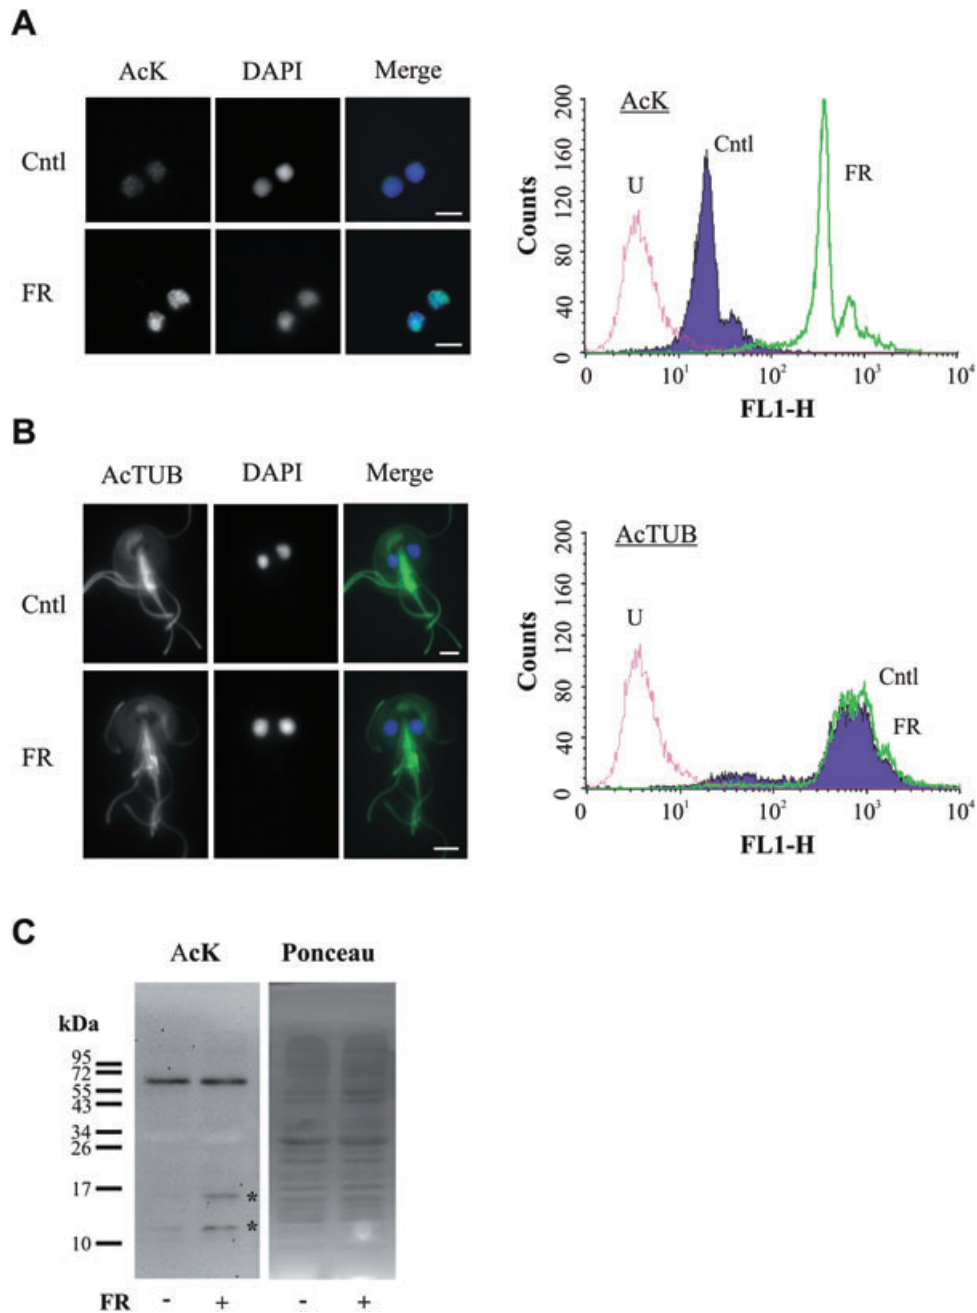 A
AcK DAPI Merge
Cntl
FR
AcK
U
Cntl
FR
Counts
200
160
120
80
40
0
0 10¹ 10² 10³ 10⁴
FL1-H
B
AcTUB DAPI Merge
Cntl
FR
AcTUB
U
Cntl
FR
Counts
200
160
120
80
40
0
0 10¹ 10² 10³ 10⁴
FL1-H
C
AcK Ponceau
kDa
95
72
55
43
34
26
17
*
*
10
FR - + - +